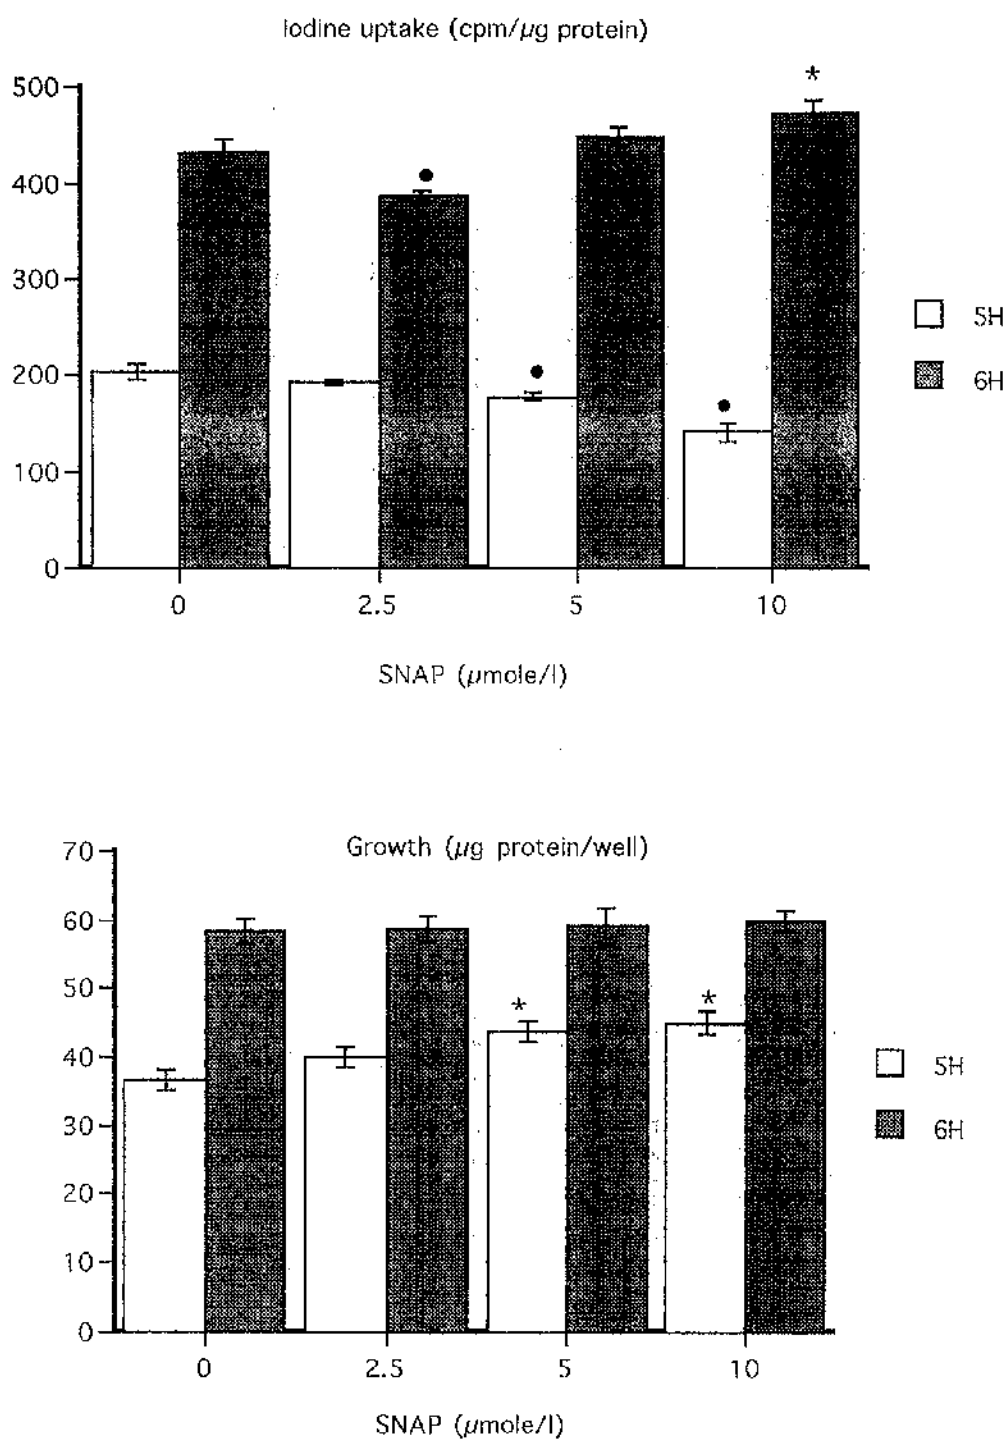 Iodine uptake (cpm/µg protein)
*
500
400
300
200
100
0
5H
6H
0 2.5 5 10
SNAP (µmole/l)
Growth (µg protein/well)
70
60
50
40
30
20
10
0
* *
5H
6H
0 2.5 5 10
SNAP (µmole/l)